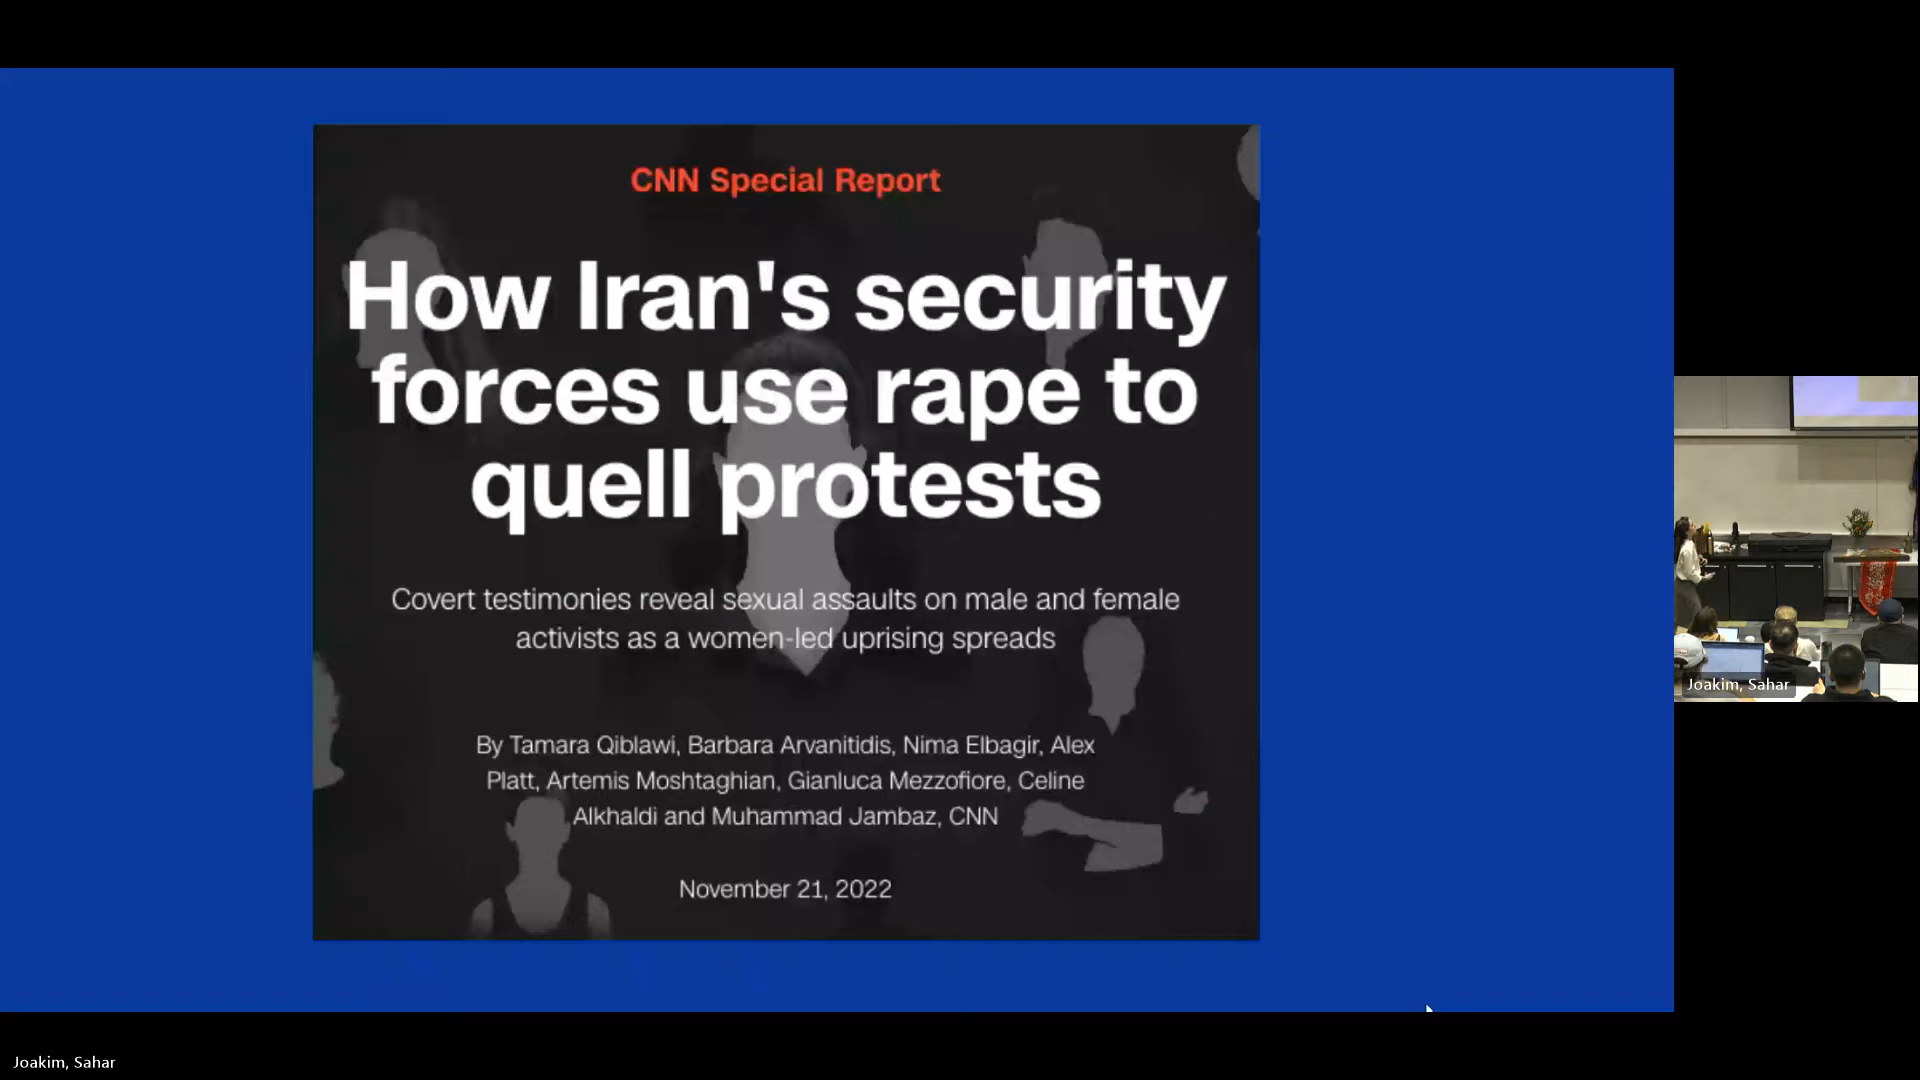 CNN Special Report
How Iran's security
forces use rape to
quell protests
Covert testimonies reveal sexual assaults on male and female
activists as a women-led uprising spreads
By Tamara Qiblawi, Barbara Arvanitidis, Nima Elbagir, Alex
Platt, Artemis Moshtaghian, Gianluca Mezzofiore, Celine
Alkhaldi and Muhammad Jambaz, CNN
November 21, 2022
Joakim, Sahar
Joakim, Sahar